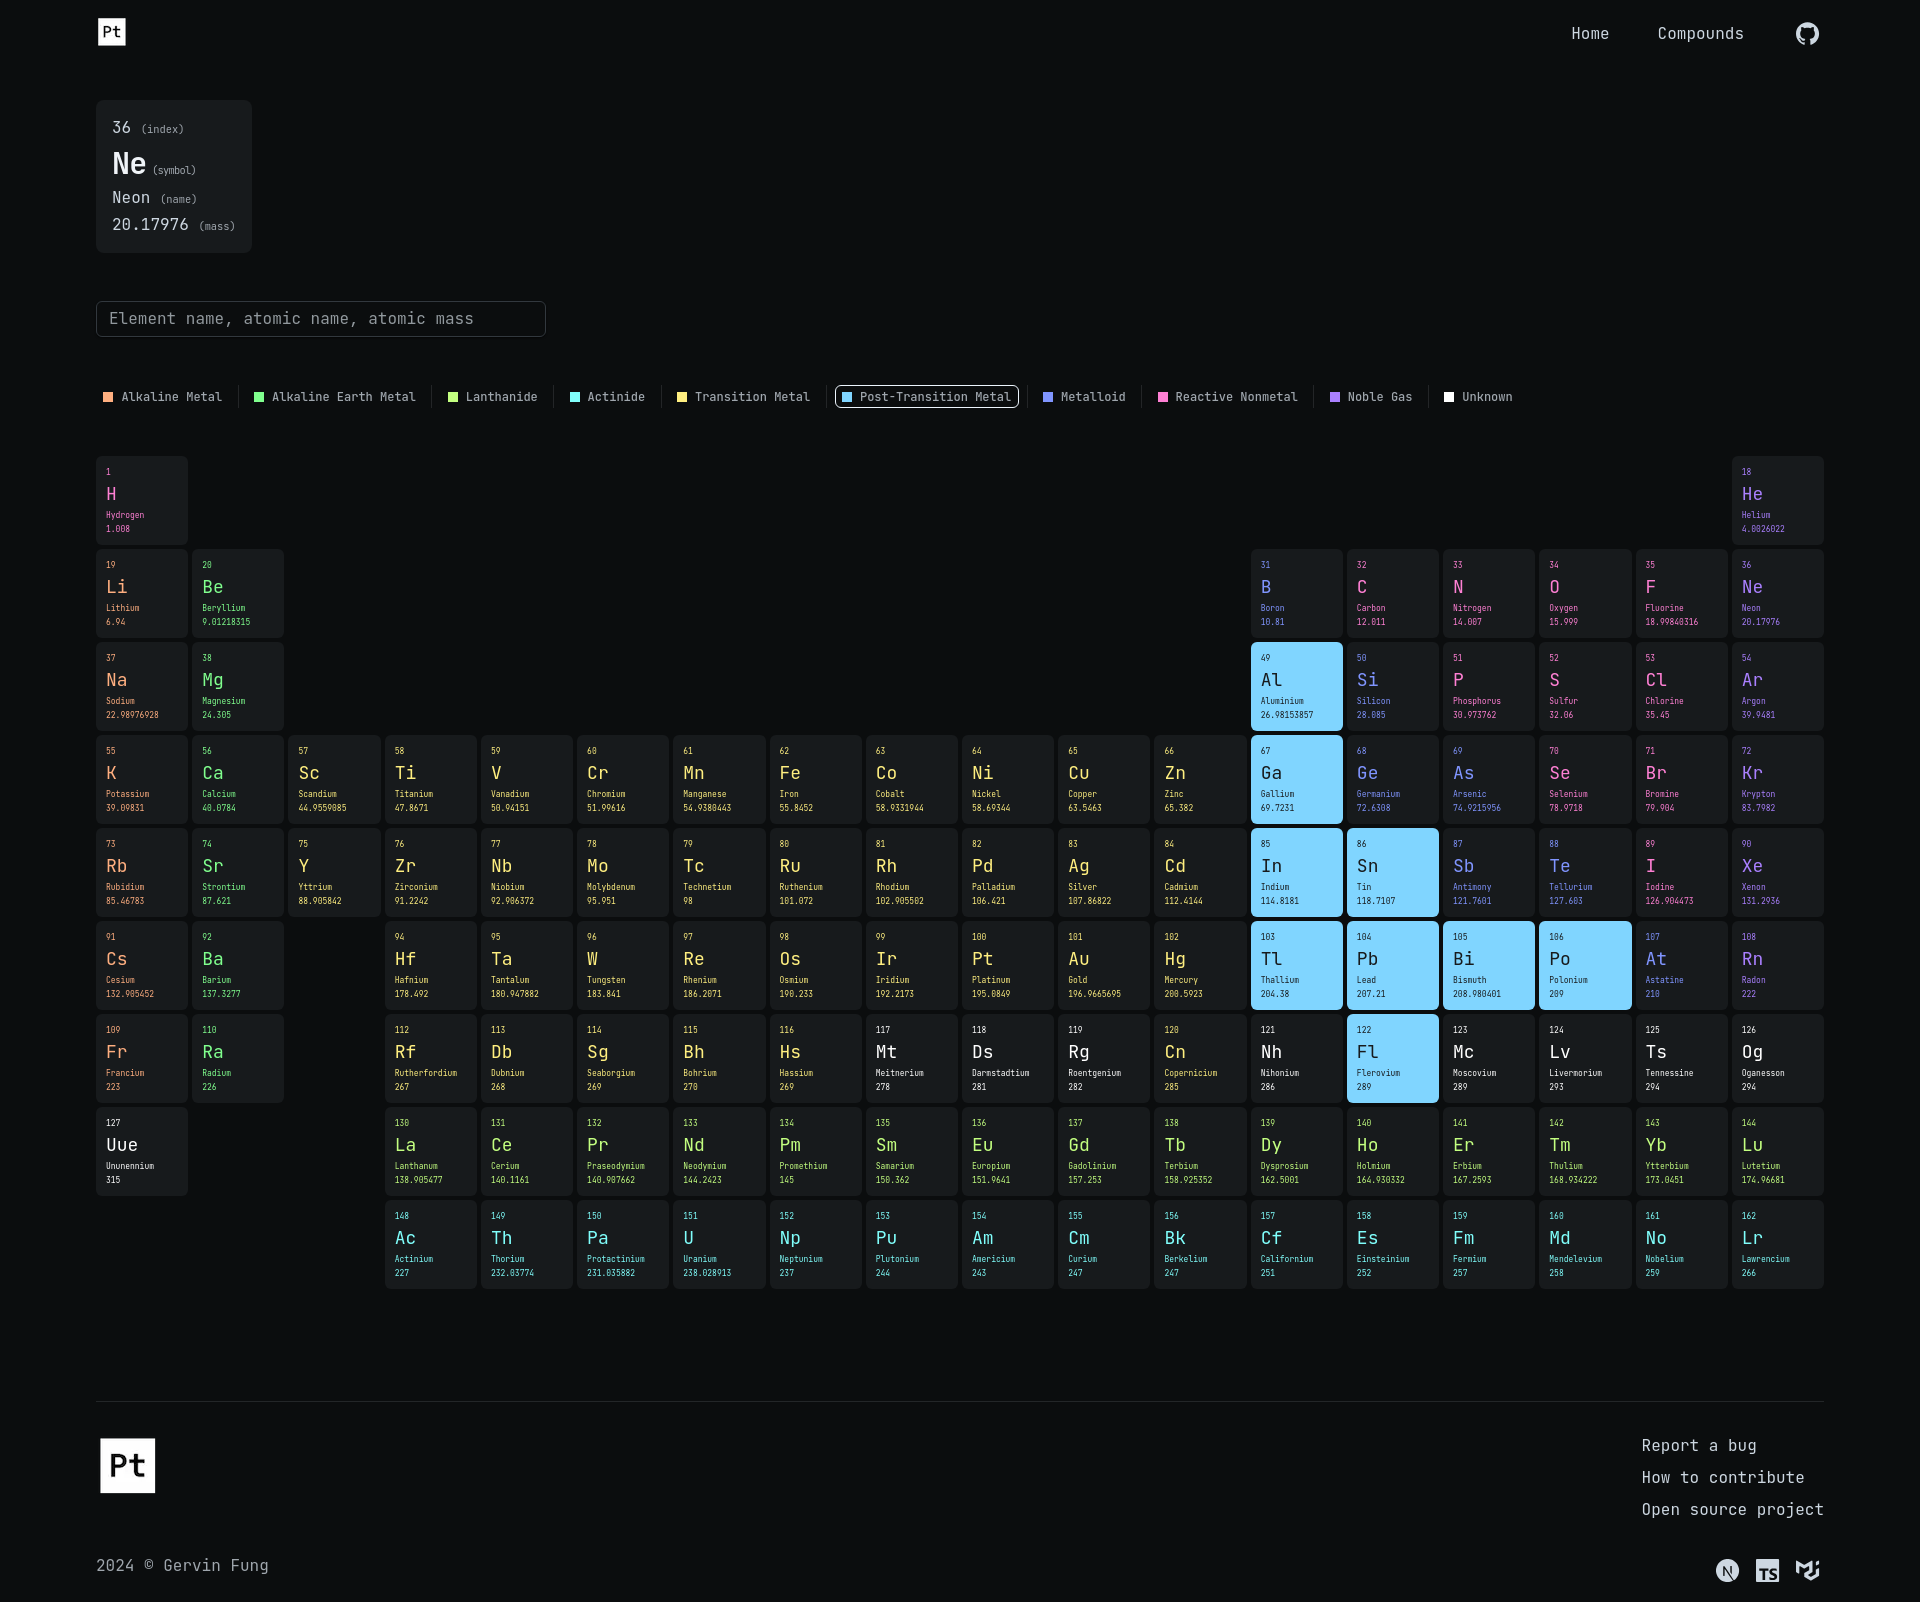 Pt
Home Compounds
36 (index)
Ne (symbol)
Neon (name)
20.17976 (mass)
Element name, atomic name, atomic mass
Alkaline Metal Alkaline Earth Metal Lanthanide Actinide Transition Metal Post-Transition Metal Metalloid Reactive Nonmetal Noble Gas Unknown
1 18
H He
Hydrogen Helium
1.008 4.0026022
19 20 31 32 33 34 35 36
Li Be B C N O F Ne
Lithium Beryllium Boron Carbon Nitrogen Oxygen Fluorine Neon
6.94 9.01218315 10.81 12.011 14.007 15.999 18.99840316 20.17976
37 38 49 50 51 52 53 54
Na Mg Al Si P S Cl Ar
Sodium Magnesium Aluminium Silicon Phosphorus Sulfur Chlorine Argon
22.98976928 24.305 26.98153857 28.085 30.973762 32.06 35.45 39.9481
55 56 57 58 59 60 61 62 63 64 65 66 67 68 69 70 71 72
K Ca Sc Ti V Cr Mn Fe Co Ni Cu Zn Ga Ge As Se Br Kr
Potassium Calcium Scandium Titanium Vanadium Chromium Manganese Iron Cobalt Nickel Copper Zinc Gallium Germanium Arsenic Selenium Bromine Krypton
39.09831 40.0784 44.9559085 47.8671 50.94151 51.99616 54.9380443 55.8452 58.9331944 58.69344 63.5463 65.382 69.7231 72.6308 74.9215956 78.9718 79.904 83.7982
73 74 75 76 77 78 79 80 81 82 83 84 85 86 87 88 89 90
Rb Sr Y Zr Nb Mo Tc Ru Rh Pd Ag Cd In Sn Sb Te I Xe
Rubidium Strontium Yttrium Zirconium Niobium Molybdenum Technetium Ruthenium Rhodium Palladium Silver Cadmium Indium Tin Antimony Tellurium Iodine Xenon
85.46783 87.621 88.905842 91.2242 92.906372 95.951 98 101.072 102.905502 106.421 107.86822 112.4144 114.8181 118.7107 121.7601 127.603 126.904473 131.2936
91 92 94 95 96 97 98 99 100 101 102 103 104 105 106 107 108
Cs Ba Hf Ta W Re Os Ir Pt Au Hg Tl Pb Bi Po At Rn
Cesium Barium Hafnium Tantalum Tungsten Rhenium Osmium Iridium Platinum Gold Mercury Thallium Lead Bismuth Polonium Astatine Radon
132.905452 137.3277 178.492 180.947882 183.841 186.2071 190.233 192.2173 195.0849 196.9665695 200.5923 204.38 207.21 208.980401 209 210 222
109 110 112 113 114 115 116 117 118 119 120 121 122 123 124 125 126
Fr Ra Rf Db Sg Bh Hs Mt Ds Rg Cn Nh Fl Mc Lv Ts Og
Francium Radium Rutherfordium Dubnium Seaborgium Bohrium Hassium Meitnerium Darmstadtium Roentgenium Copernicium Nihonium Flerovium Moscovium Livermorium Tennessine Oganesson
223 226 267 268 269 270 269 278 281 282 285 286 289 289 293 294 294
127 130 131 132 133 134 135 136 137 138 139 140 141 142 143 144
Uue La Ce Pr Nd Pm Sm Eu Gd Tb Dy Ho Er Tm Yb Lu
Ununennium Lanthanum Cerium Praseodymium Neodymium Promethium Samarium Europium Gadolinium Terbium Dysprosium Holmium Erbium Thulium Ytterbium Lutetium
315 138.905477 140.1161 140.907662 144.2423 145 150.362 151.9641 157.253 158.925352 162.5001 164.930332 167.2593 168.934222 173.0451 174.96681
148 149 150 151 152 153 154 155 156 157 158 159 160 161 162
Ac Th Pa U Np Pu Am Cm Bk Cf Es Fm Md No Lr
Actinium Thorium Protactinium Uranium Neptunium Plutonium Americium Curium Berkelium Californium Einsteinium Fermium Mendelevium Nobelium Lawrencium
227 232.03774 231.035882 238.028913 237 244 243 247 247 251 252 257 258 259 266
Pt
Report a bug
How to contribute
Open source project
2024 © Gervin Fung
N TS